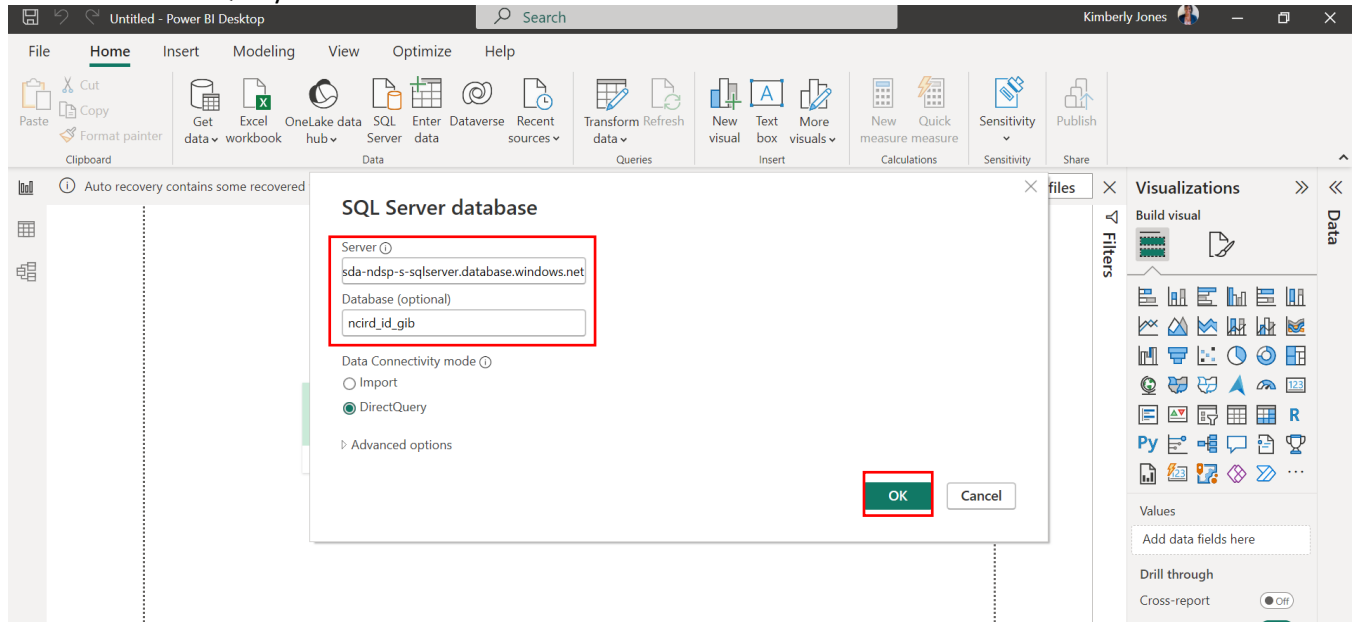 Untitled - Power BI Desktop
Search
Kimberly Jones
File Home Insert Modeling View Optimize Help
Paste
Cut
Copy
Format painter
Clipboard
Get data
Excel workbook
OneLake data hub
SQL Server
Enter data
Dataverse
Recent sources
Data
Transform data
Refresh
Queries
New visual
Text box
More visuals
Insert
New measure
Quick measure
Calculations
Sensitivity
Sensitivity
Publish
Share
Auto recovery contains some recovered
files
SQL Server database
Server
sda-ndsp-s-sqlserver.database.windows.net
Database (optional)
ncird_id_gib
Data Connectivity mode
Import
DirectQuery
Advanced options
OK
Cancel
Filters
Visualizations
Build visual
123
R
Py
123
Values
Add data fields here
Drill through
Cross-report
Off
Data